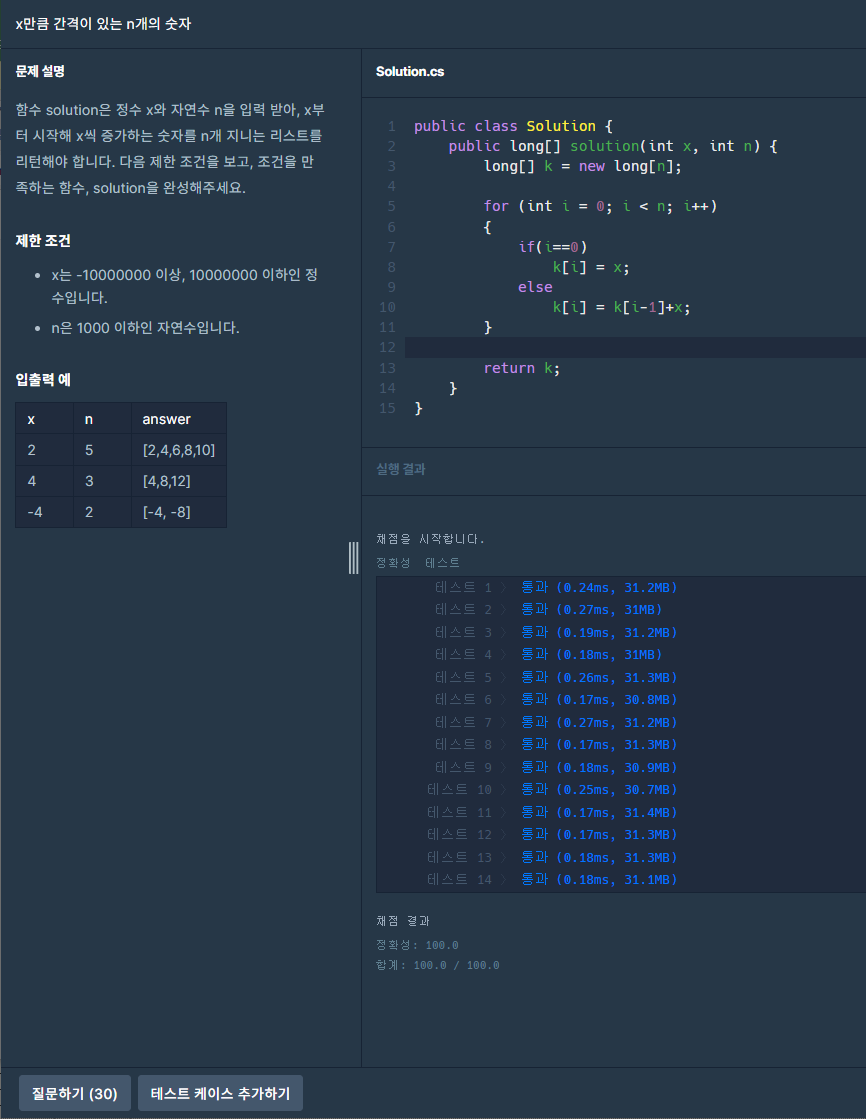 x만큼 간격이 있는 n개의 숫자
문제 설명
함수 solution은 정수 x와 자연수 n을 입력 받아, x부
터 시작해 x씩 증가하는 숫자를 n개 지니는 리스트를
리턴해야 합니다. 다음 제한 조건을 보고, 조건을 만
족하는 함수, solution을 완성해주세요.
제한 조건
• x는 -10000000 이상, 10000000 이하인 정
수입니다.
• n은 1000 이하인 자연수입니다.
입출력 예
x n answer
2 5 [2,4,6,8,10]
4 3 [4,8,12]
-4 2 [-4, -8]
Solution.cs
1 public class Solution {
2     public long[] solution(int x, int n) {
3         long[] k = new long[n];
4
5         for (int i = 0; i < n; i++)
6         {
7             if(i==0)
8                 k[i] = x;
9             else
10                 k[i] = k[i-1]+x;
11         }
12
13         return k;
14     }
15 }
실행 결과
채점을 시작합니다.
정확성 테스트
테스트 1 〉 통과 (0.24ms, 31.2MB)
테스트 2 〉 통과 (0.27ms, 31MB)
테스트 3 〉 통과 (0.19ms, 31.2MB)
테스트 4 〉 통과 (0.18ms, 31MB)
테스트 5 〉 통과 (0.26ms, 31.3MB)
테스트 6 〉 통과 (0.17ms, 30.8MB)
테스트 7 〉 통과 (0.27ms, 31.2MB)
테스트 8 〉 통과 (0.17ms, 31.3MB)
테스트 9 〉 통과 (0.18ms, 30.9MB)
테스트 10 〉 통과 (0.25ms, 30.7MB)
테스트 11 〉 통과 (0.17ms, 31.4MB)
테스트 12 〉 통과 (0.17ms, 31.3MB)
테스트 13 〉 통과 (0.18ms, 31.3MB)
테스트 14 〉 통과 (0.18ms, 31.1MB)
채점 결과
정확성: 100.0
합계: 100.0 / 100.0
질문하기 (30) 테스트 케이스 추가하기